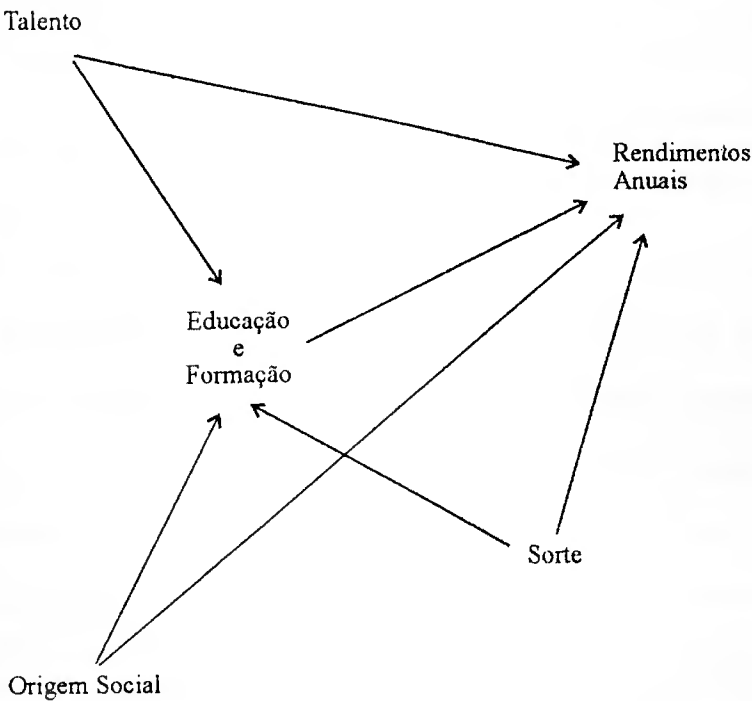 Talento
Rendimentos
Anuais
Educação
e
Formação
Sorte
Origem Social